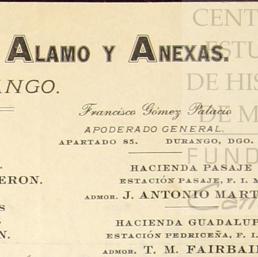 CENT
ALAMO Y ANEXAS.
ESTU
ANGO.
DE HIS
Francisco Gómez Palacio
DE M
APODERADO GENERAL.
APARTADO 85. DURANGO, DGO.
FUND
HACIENDA PASAJE
ERON.
ESTACIÓN PASAJE, F. I. M
ADMOR. J. ANTONIO MART
HACIENDA GUADALUP
N.
ESTACIÓN PEDRICEÑA, F. I.
ADMOR. T. M. FAIRBAI